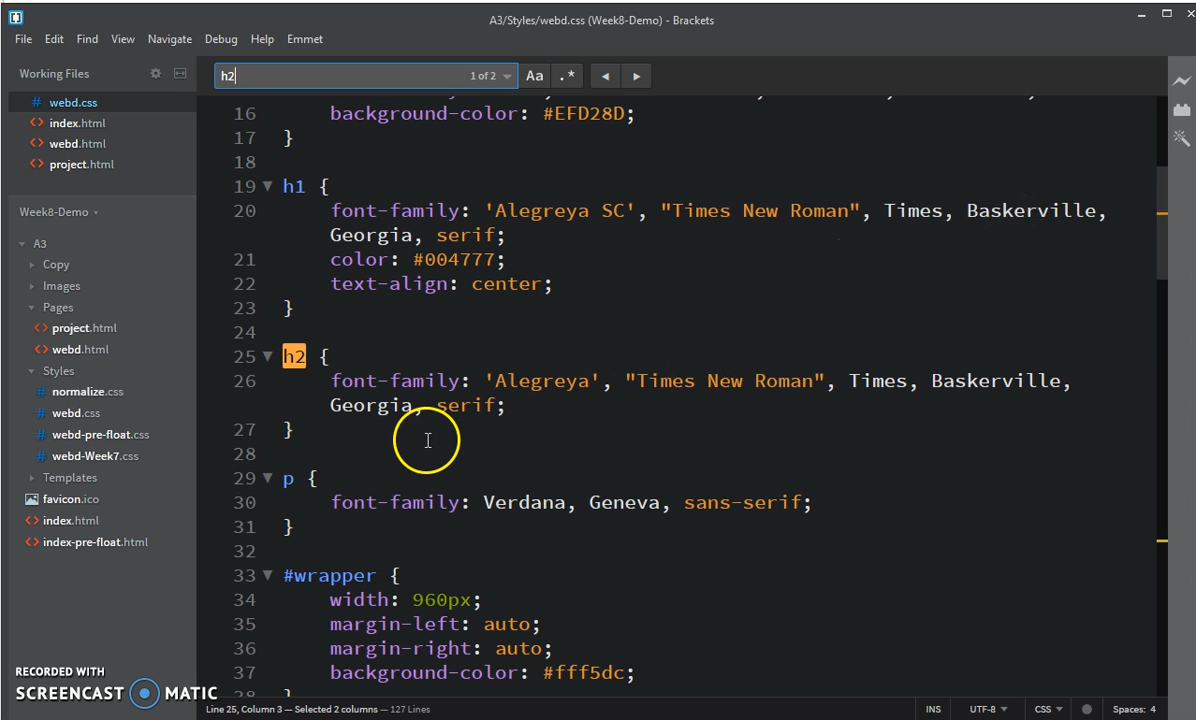 A3/Styles/webd.css (Week8-Demo) - Brackets
File Edit Find View Navigate Debug Help Emmet
Working Files
# webd.css
<> index.html
<> webd.html
<> project.html
Week8-Demo
A3
Copy
Images
Pages
<> project.html
<> webd.html
Styles
# normalize.css
# webd.css
# webd-pre-float.css
# webd-Week7.css
Templates
favicon.ico
<> index.html
<> index-pre-float.html
h2 1 of 2 Aa .*
16 background-color: #EFD28D;
17 }
18
19 h1 {
20 font-family: 'Alegreya SC', "Times New Roman", Times, Baskerville,
Georgia, serif;
21 color: #004777;
22 text-align: center;
23 }
24
25 h2 {
26 font-family: 'Alegreya', "Times New Roman", Times, Baskerville,
Georgia, serif;
27 }
28
29 p {
30 font-family: Verdana, Geneva, sans-serif;
31 }
32
33 #wrapper {
34 width: 960px;
35 margin-left: auto;
36 margin-right: auto;
37 background-color: #fff5dc;
38 }
RECORDED WITH
SCREENCAST MATIC
Line 25, Column 3 — Selected 2 columns — 127 Lines
INS UTF-8 CSS Spaces: 4